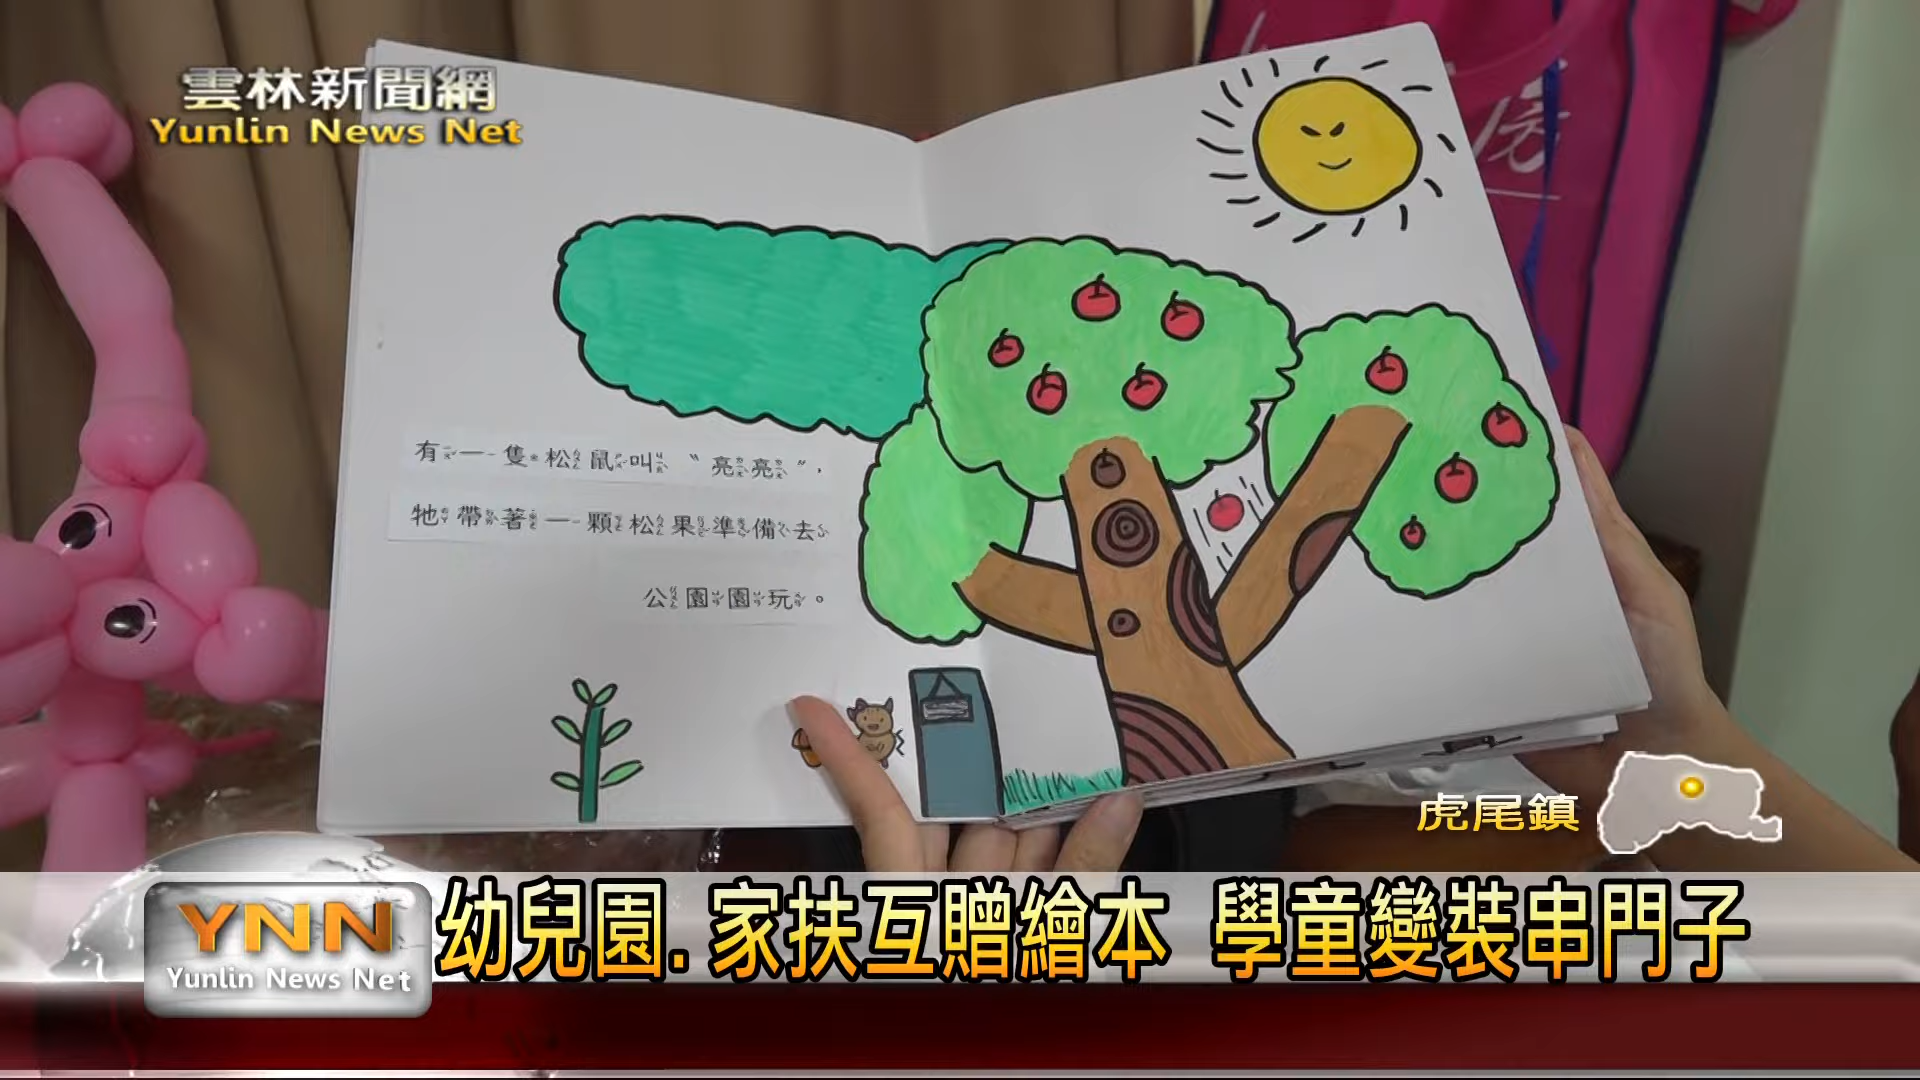 雲林新聞網
Yunlin News Net
房
有一隻松鼠叫“亮亮”，
牠帶著一顆松果準備去
公園園玩。
虎尾鎮
YNN
Yunlin News Net
幼兒園.家扶互贈繪本 學童變裝串門子